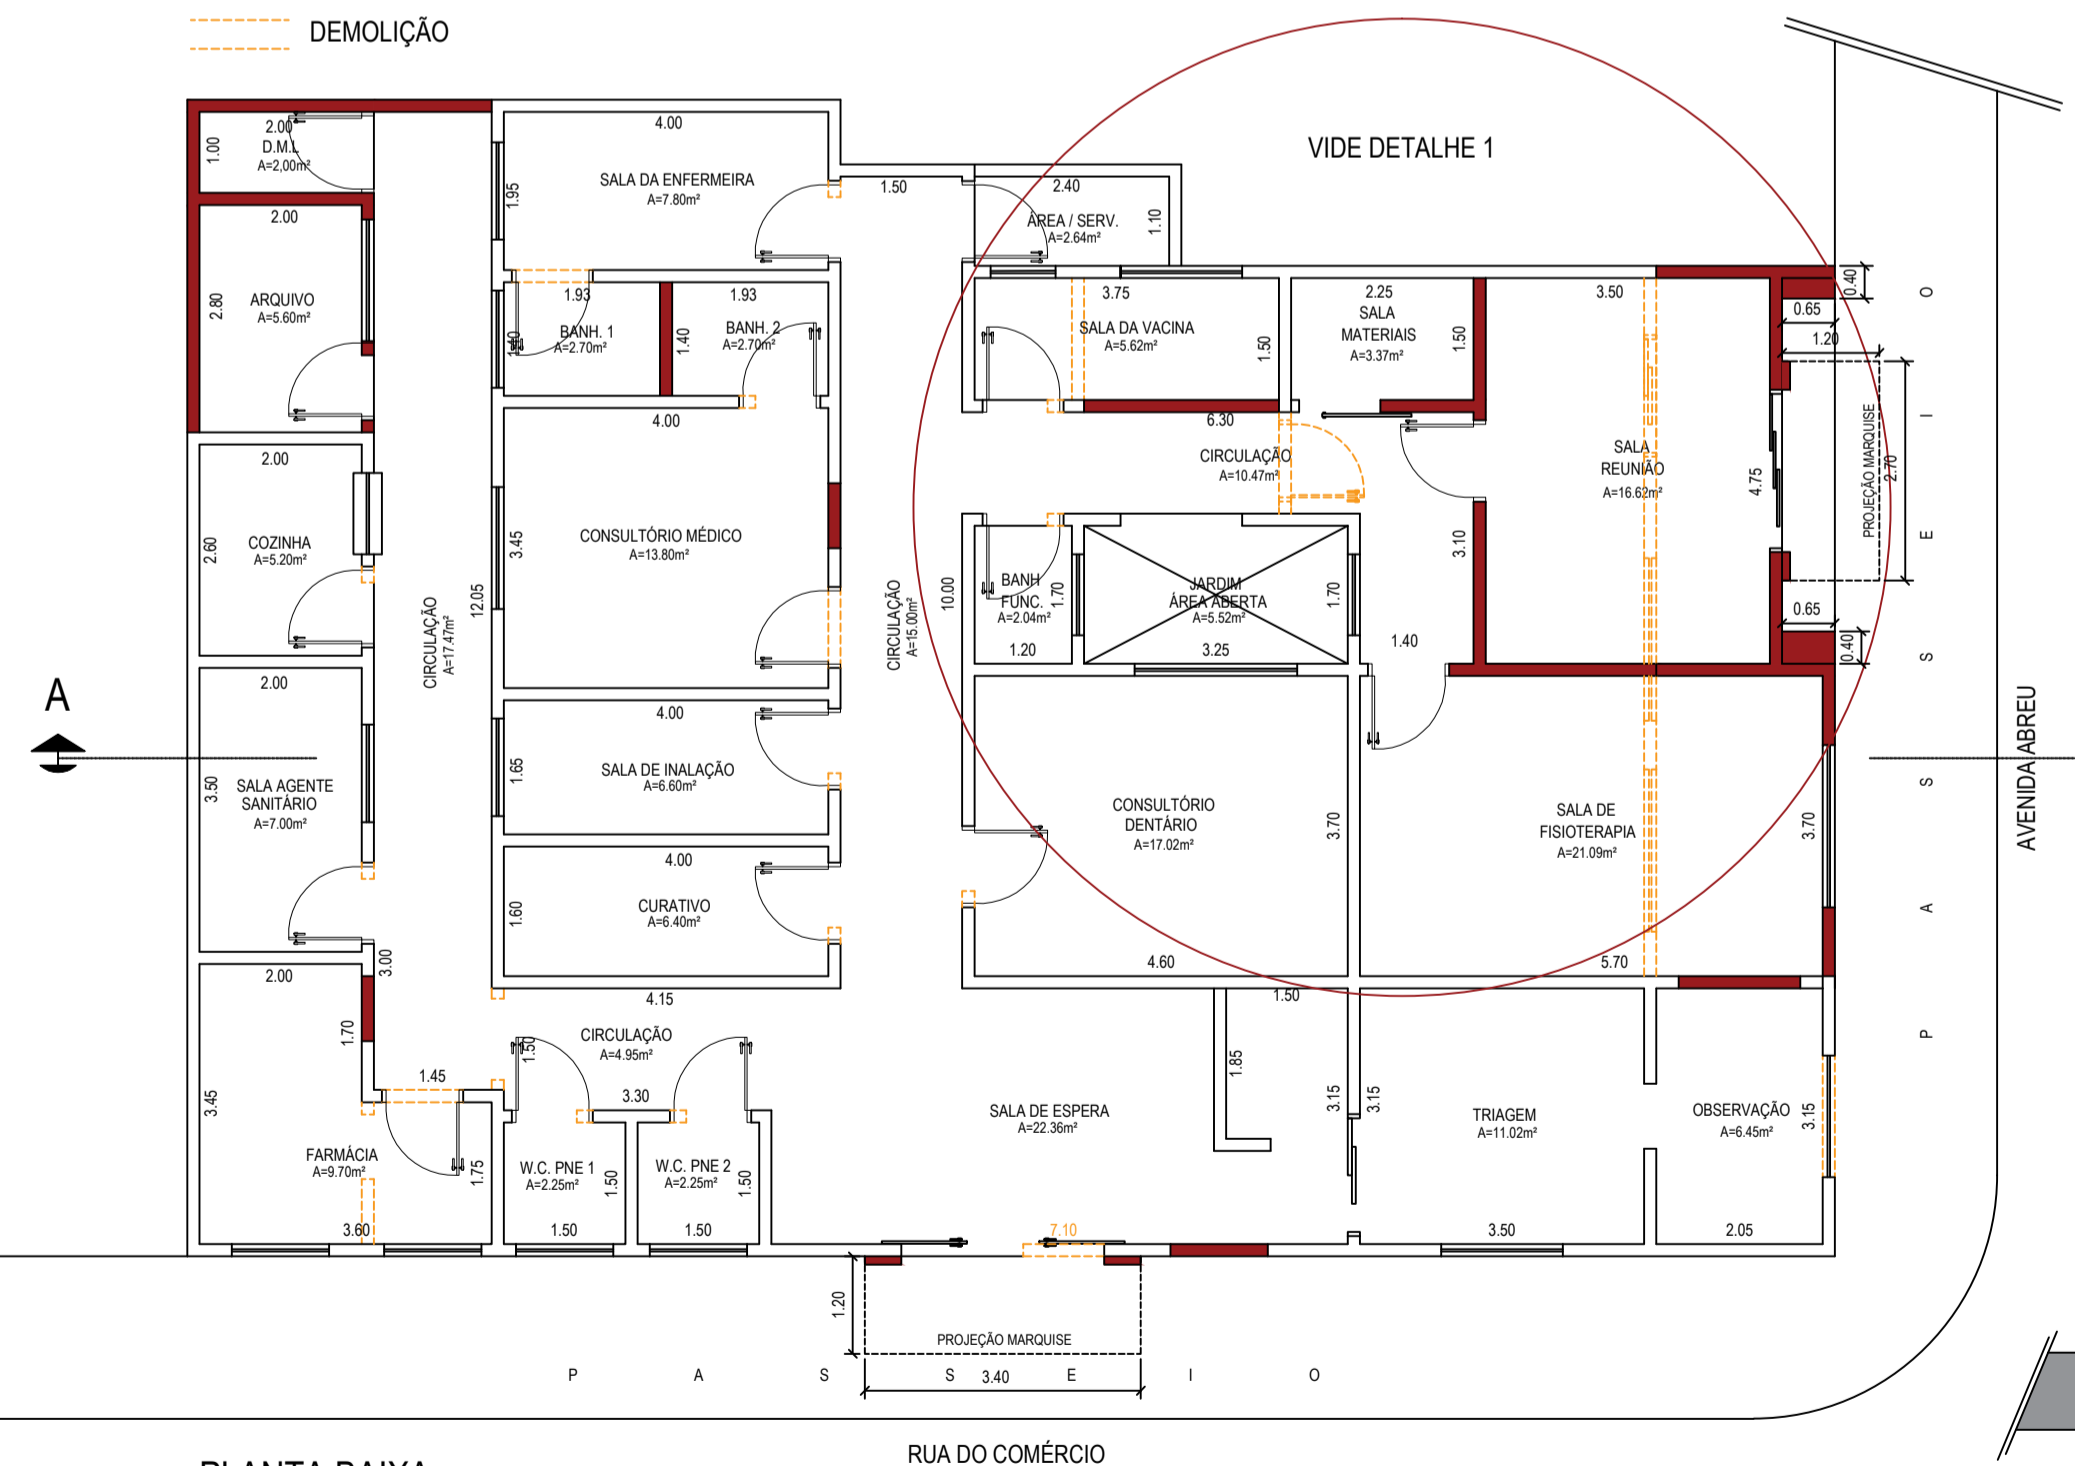 DEMOLIÇÃO
VIDE DETALHE 1
2.00
D.M.L
A=2,00m²
1.00
4.00
SALA DA ENFERMEIRA
A=7.80m²
1.95
1.50
2.40
ÁREA / SERV.
A=2.64m²
1.10
2.00
ARQUIVO
A=5.60m²
2.80
1.93
BANH. 1
A=2.70m²
1.40
1.93
BANH. 2
A=2.70m²
1.40
3.75
SALA DA VACINA
A=5.62m²
1.50
2.25
SALA
MATERIAIS
A=3.37m²
1.50
3.50
SALA
REUNIÃO
A=16.62m²
4.75
3.10
0.40
0.65
1.20
PROJEÇÃO MARQUISE
2.70
0.65
0.40
6.30
CIRCULAÇÃO
A=10.47m²
2.00
COZINHA
A=5.20m²
2.60
4.00
CONSULTÓRIO MÉDICO
A=13.80m²
3.45
CIRCULAÇÃO
A=17.47m²
12.05
CIRCULAÇÃO
A=15.00m²
10.00
BANH
FUNC.
A=2.04m²
1.70
1.20
JARDIM
ÁREA ABERTA
A=5.52m²
1.70
3.25
1.40
A
2.00
SALA AGENTE
SANITÁRIO
A=7.00m²
3.50
4.00
SALA DE INALAÇÃO
A=6.60m²
1.65
4.00
CURATIVO
A=6.40m²
1.60
CONSULTÓRIO
DENTÁRIO
A=17.02m²
3.70
4.60
SALA DE
FISIOTERAPIA
A=21.09m²
3.70
5.70
AVENIDA ABREU
P A S S E I O
2.00
3.00
1.70
3.45
FARMÁCIA
A=9.70m²
1.45
1.75
3.60
4.15
CIRCULAÇÃO
A=4.95m²
1.50
3.30
W.C. PNE 1
A=2.25m²
1.50
1.50
W.C. PNE 2
A=2.25m²
1.50
1.50
1.50
1.85
SALA DE ESPERA
A=22.36m²
3.15
7.10
3.15
TRIAGEM
A=11.02m²
3.50
OBSERVAÇÃO
A=6.45m²
3.15
2.05
1.20
PROJEÇÃO MARQUISE
3.40
P A S S E I O
RUA DO COMÉRCIO
PLANTA BAIXA